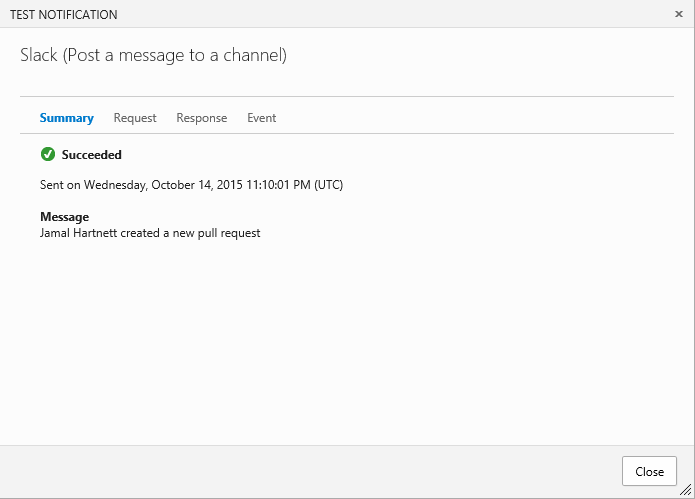 TEST NOTIFICATION
Slack (Post a message to a channel)
Summary Request Response Event
Succeeded
Sent on Wednesday, October 14, 2015 11:10:01 PM (UTC)
Message
Jamal Hartnett created a new pull request
Close